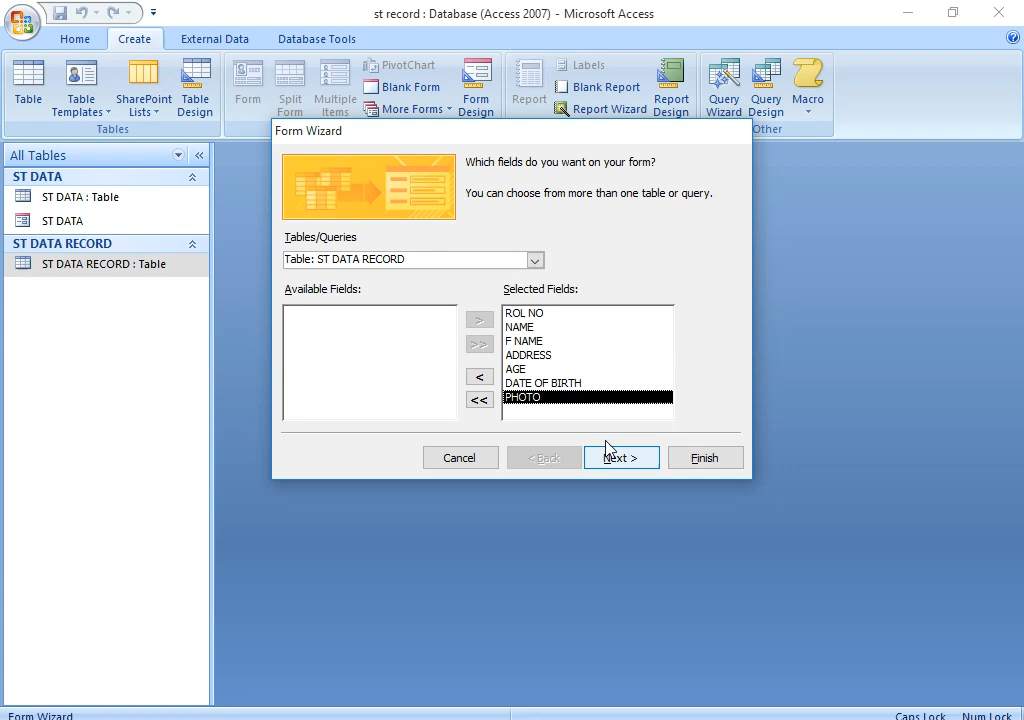 st record : Database (Access 2007) - Microsoft Access
Home Create External Data Database Tools
Table
Table Templates
SharePoint Lists
Table Design
Tables
Form
Split Form
Multiple Items
PivotChart
Blank Form
More Forms
Form Design
Report
Labels
Blank Report
Report Wizard
Report Design
Query Wizard
Query Design
Macro
Other
All Tables
ST DATA
ST DATA : Table
ST DATA
ST DATA RECORD
ST DATA RECORD : Table
Form Wizard
Which fields do you want on your form?
You can choose from more than one table or query.
Tables/Queries
Table: ST DATA RECORD
Available Fields:
Selected Fields:
>
>>
<
<<
ROL NO
NAME
F NAME
ADDRESS
AGE
DATE OF BIRTH
PHOTO
Cancel
< Back
Next >
Finish
Form Wizard
Caps Lock Num Lock